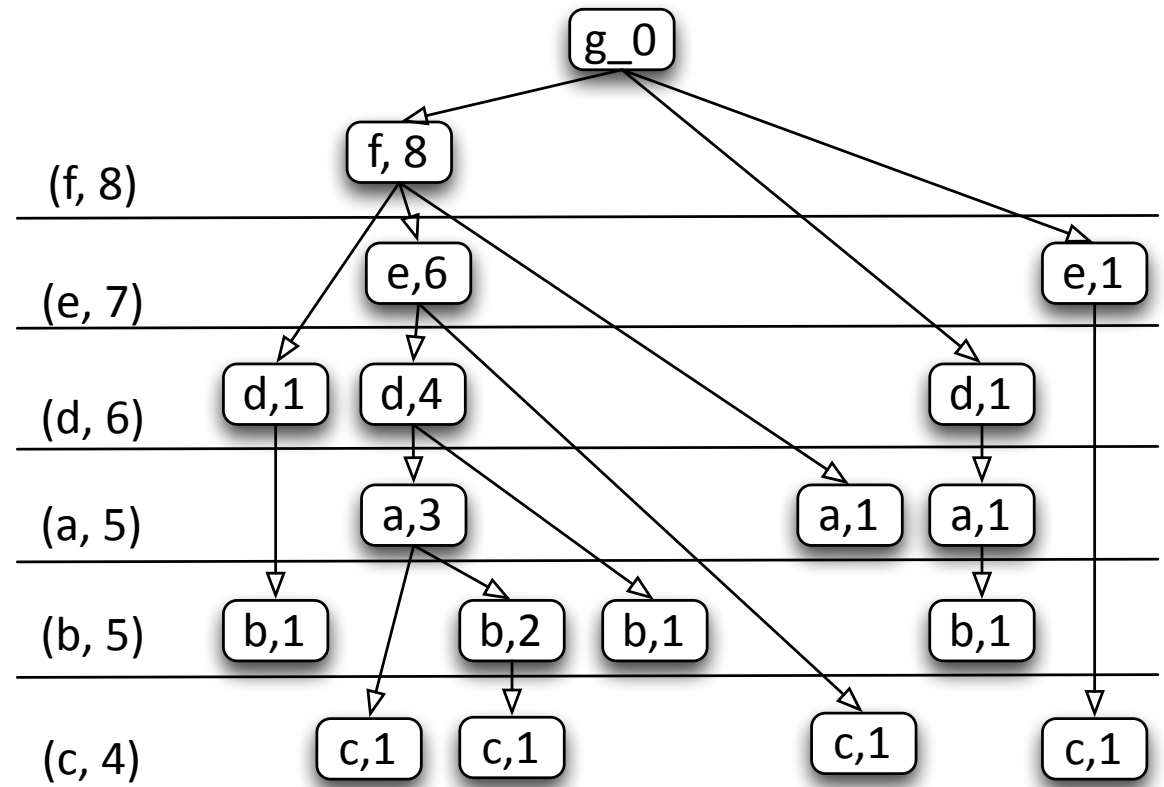 g_0
f, 8
(f, 8)
e,6
e,1
(e, 7)
d,1
d,4
d,1
(d, 6)
a,3
a,1
a,1
(a, 5)
b,1
b,2
b,1
b,1
(b, 5)
c,1
c,1
c,1
c,1
(c, 4)